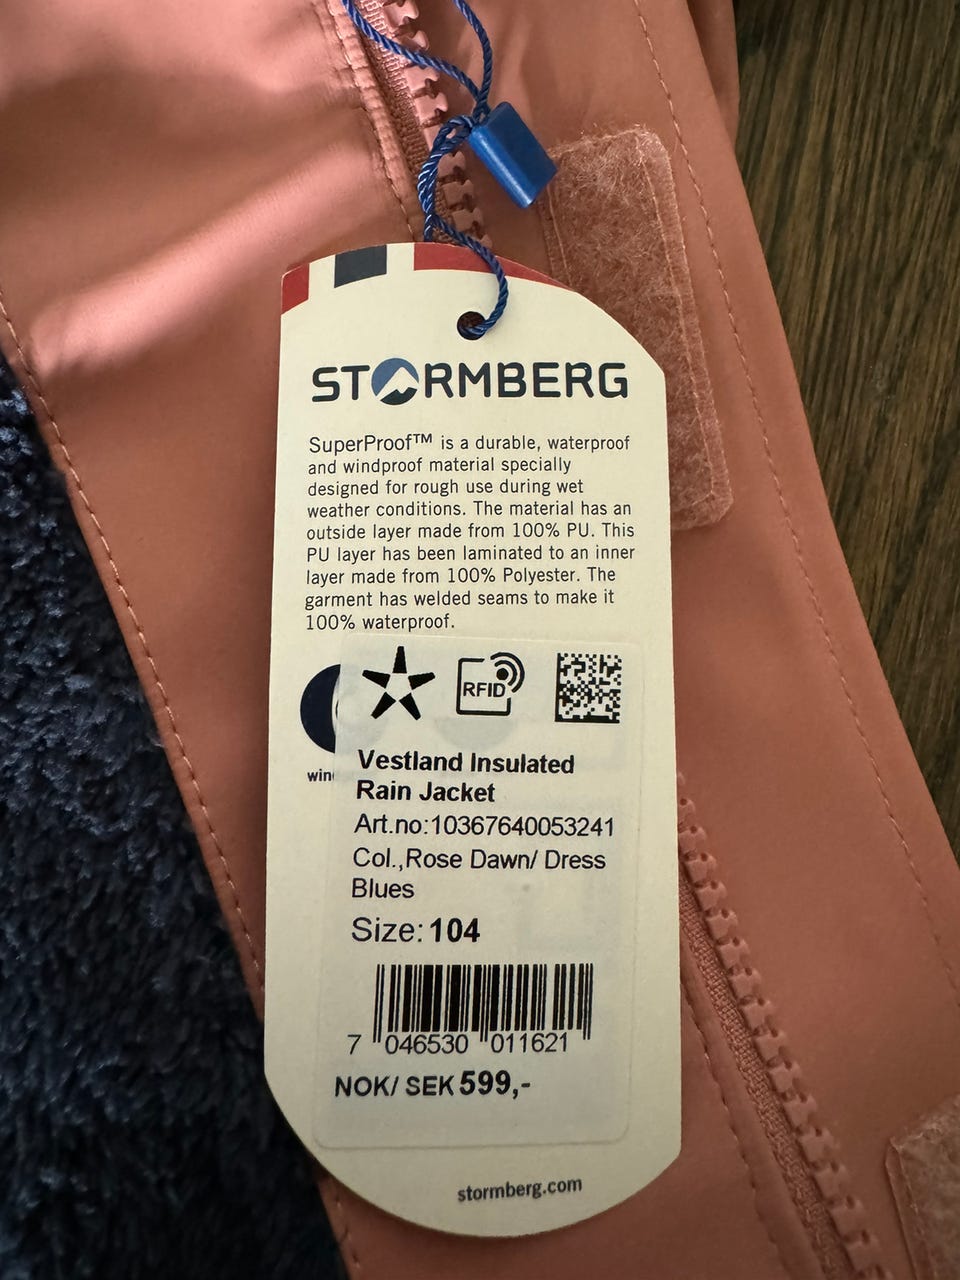 STORMBERG
SuperProof™ is a durable, waterproof
and windproof material specially
designed for rough use during wet
weather conditions. The material has an
outside layer made from 100% PU. This
PU layer has been laminated to an inner
layer made from 100% Polyester. The
garment has welded seams to make it
100% waterproof.
RFID
Vestland Insulated
Rain Jacket
Art.no:10367640053241
Col.,Rose Dawn/ Dress
Blues
Size: 104
7 046530 011621
NOK/ SEK 599,-
stormberg.com